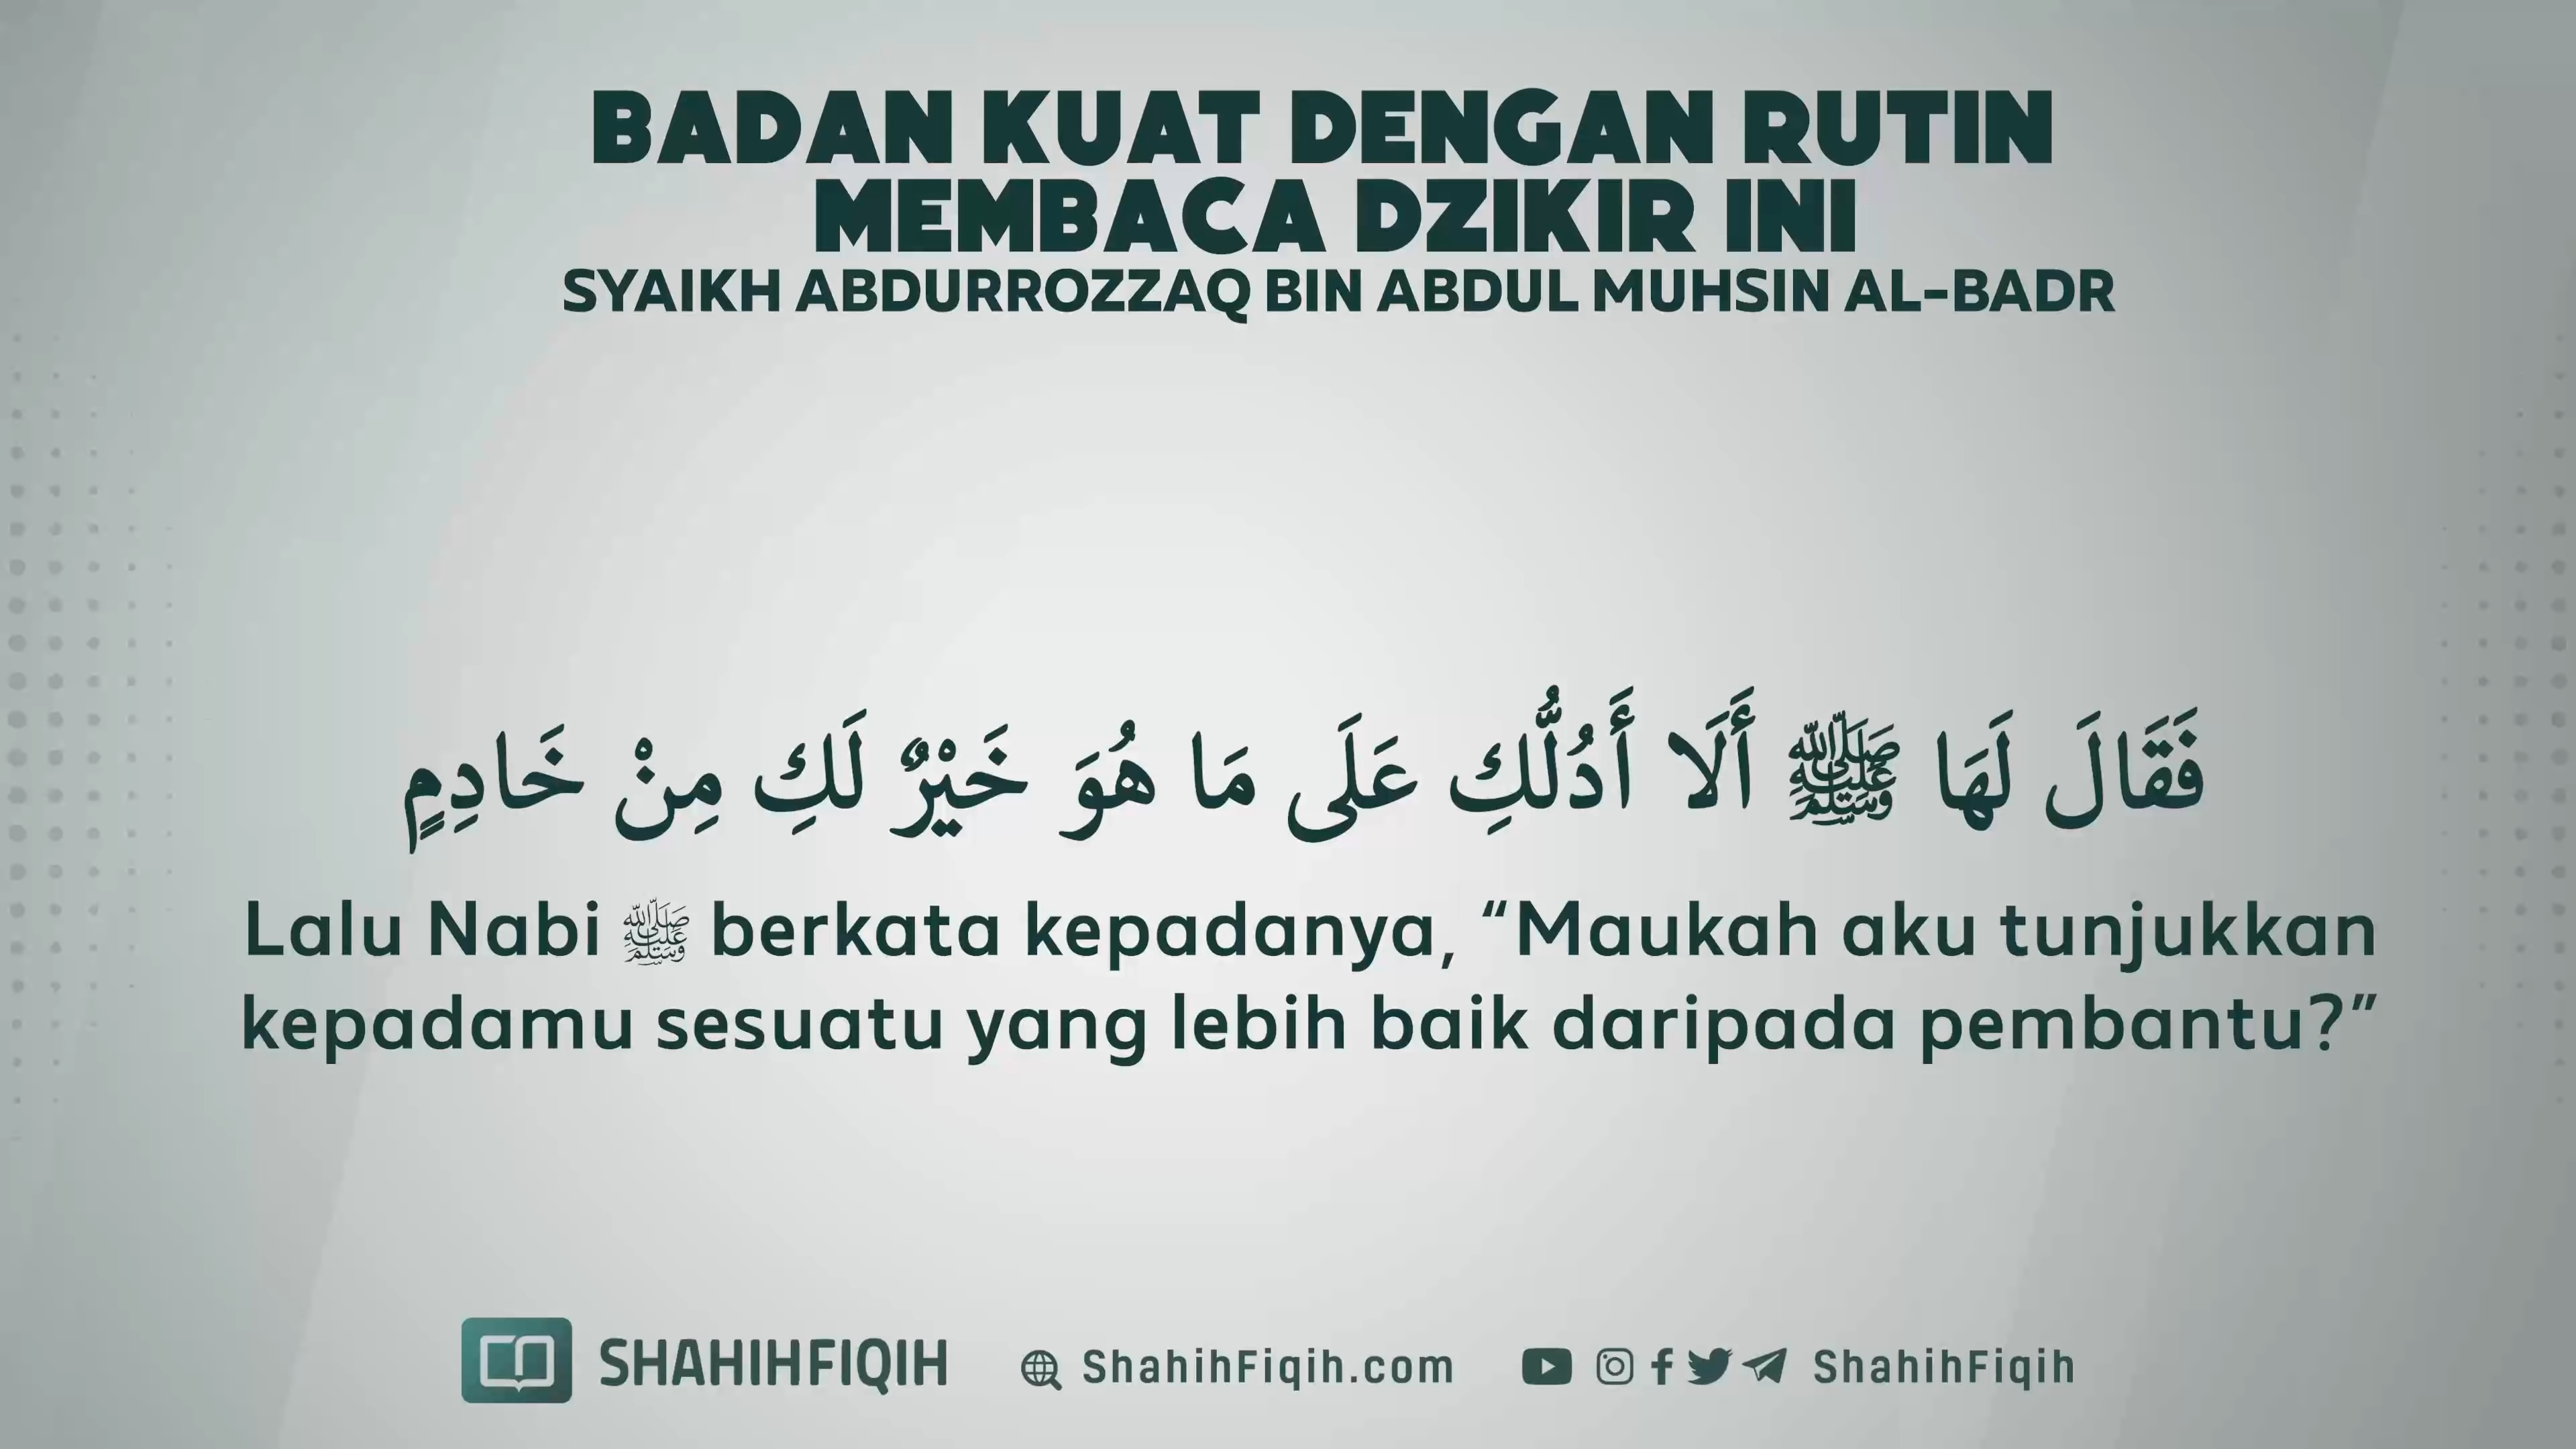 BADAN KUAT DENGAN RUTIN
MEMBACA DZIKIR INI
SYAIKH ABDURROZZAQ BIN ABDUL MUHSIN AL-BADR
فَقَالَ لَهَا ﷺ أَلَا أَدُلُّكِ عَلَى مَا هُوَ خَيْرٌ لَكِ مِنْ خَادِمٍ
Lalu Nabi ﷺ berkata kepadanya, “Maukah aku tunjukkan
kepadamu sesuatu yang lebih baik daripada pembantu?”
SHAHIHFIQIH ShahihFiqih.com ShahihFiqih